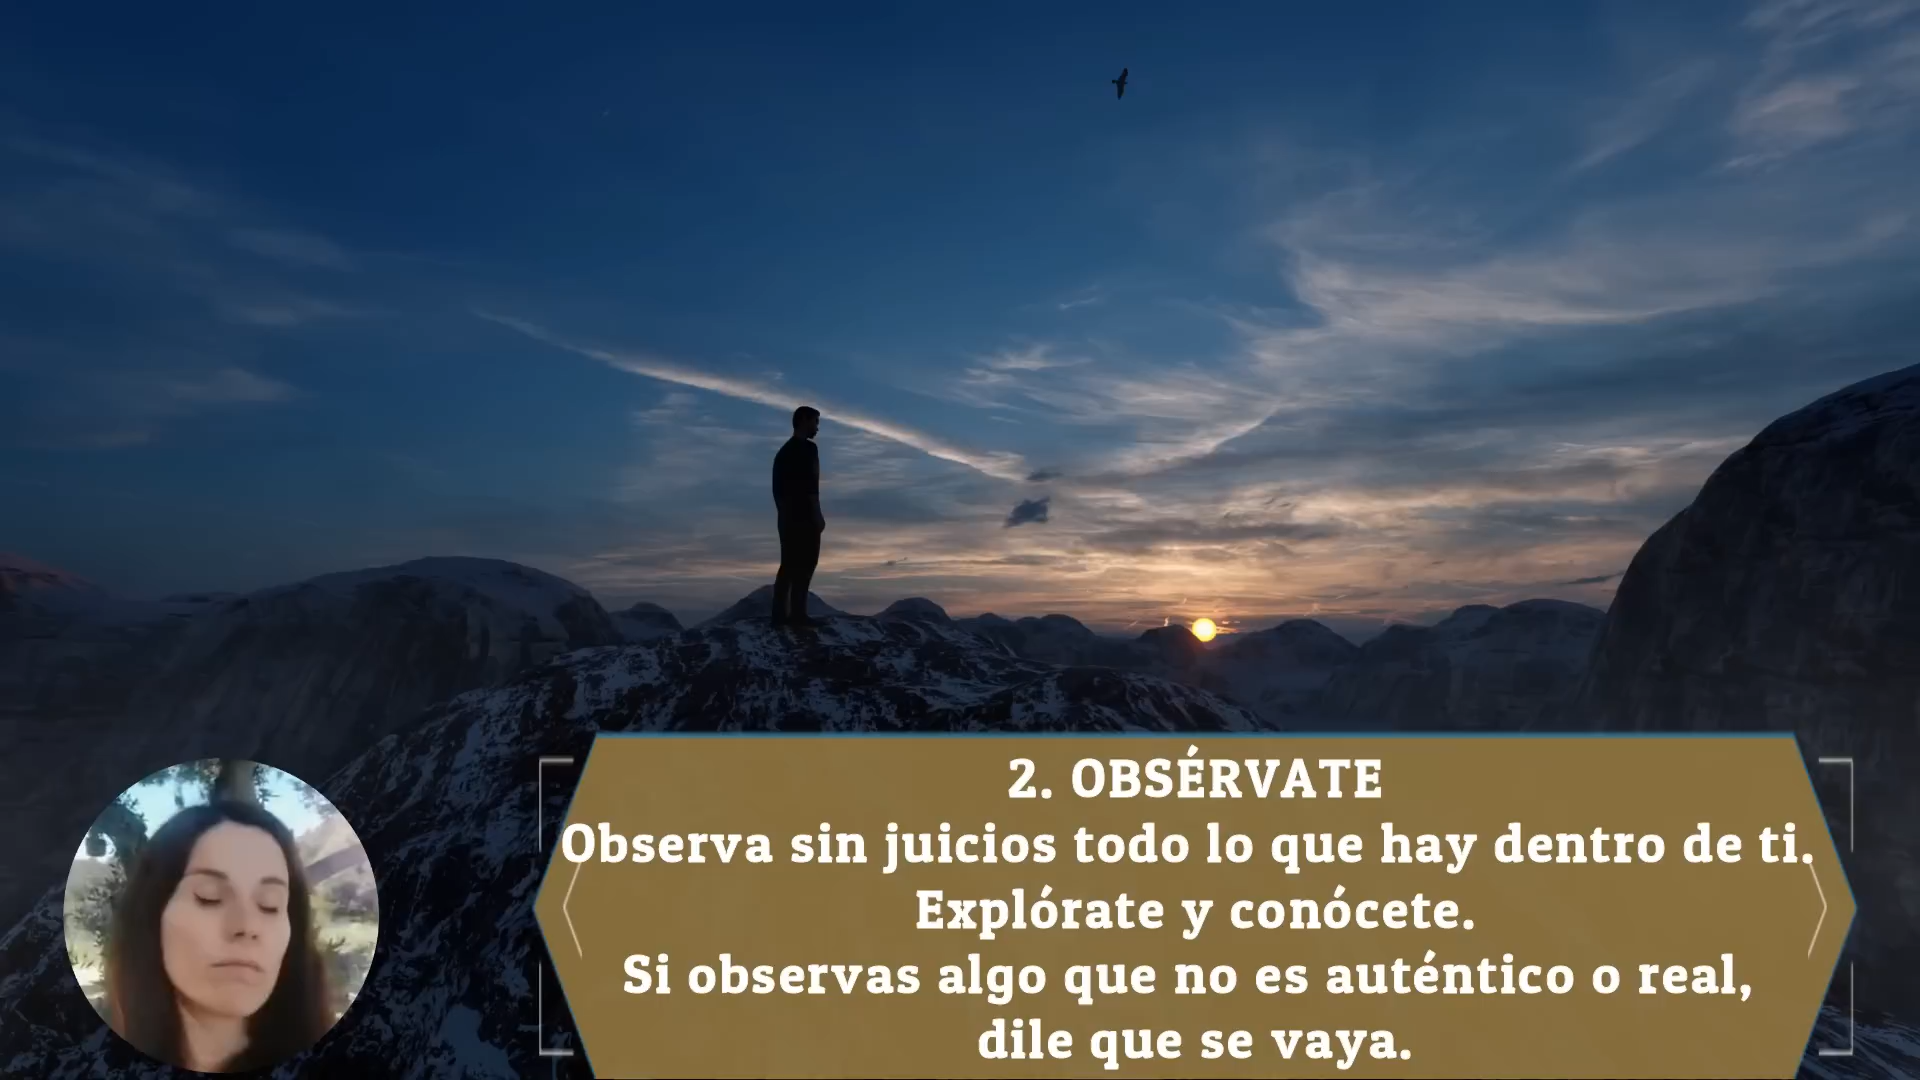 2. OBSÉRVATE
Observa sin juicios todo lo que hay dentro de ti.
Explórate y conócete.
Si observas algo que no es auténtico o real,
dile que se vaya.